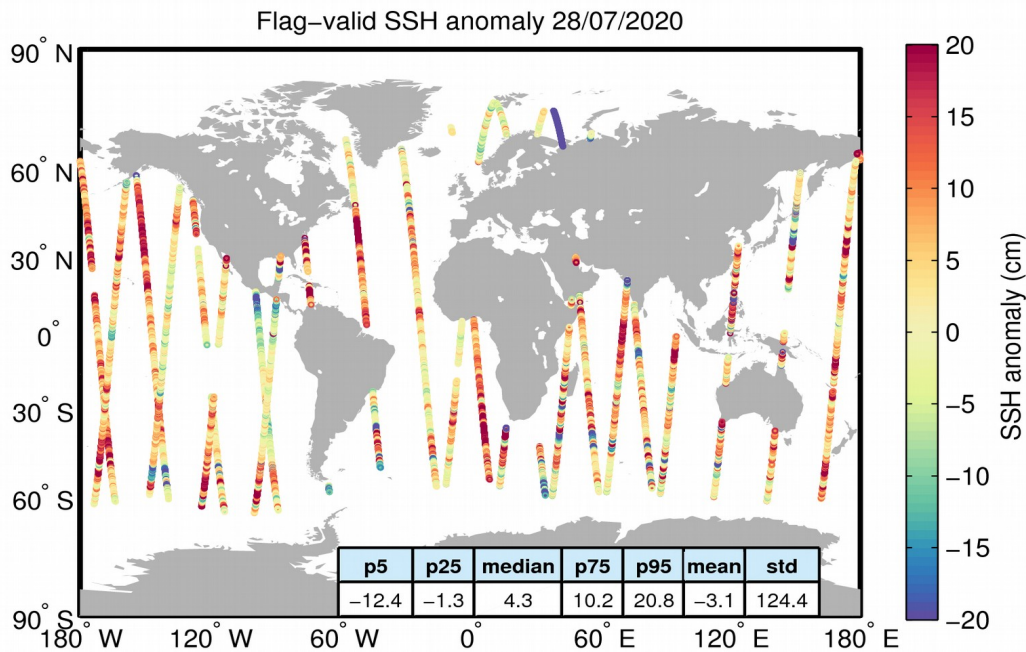 Flag−valid SSH anomaly 28/07/2020
90° N
60° N
30° N
0°
30° S
60° S
90° S
180° W 120° W 60° W 0° 60° E 120° E 180° E
p5 p25 median p75 p95 mean std
−12.4 −1.3 4.3 10.2 20.8 −3.1 124.4
20
15
10
5
0
−5
−10
−15
−20
SSH anomaly (cm)